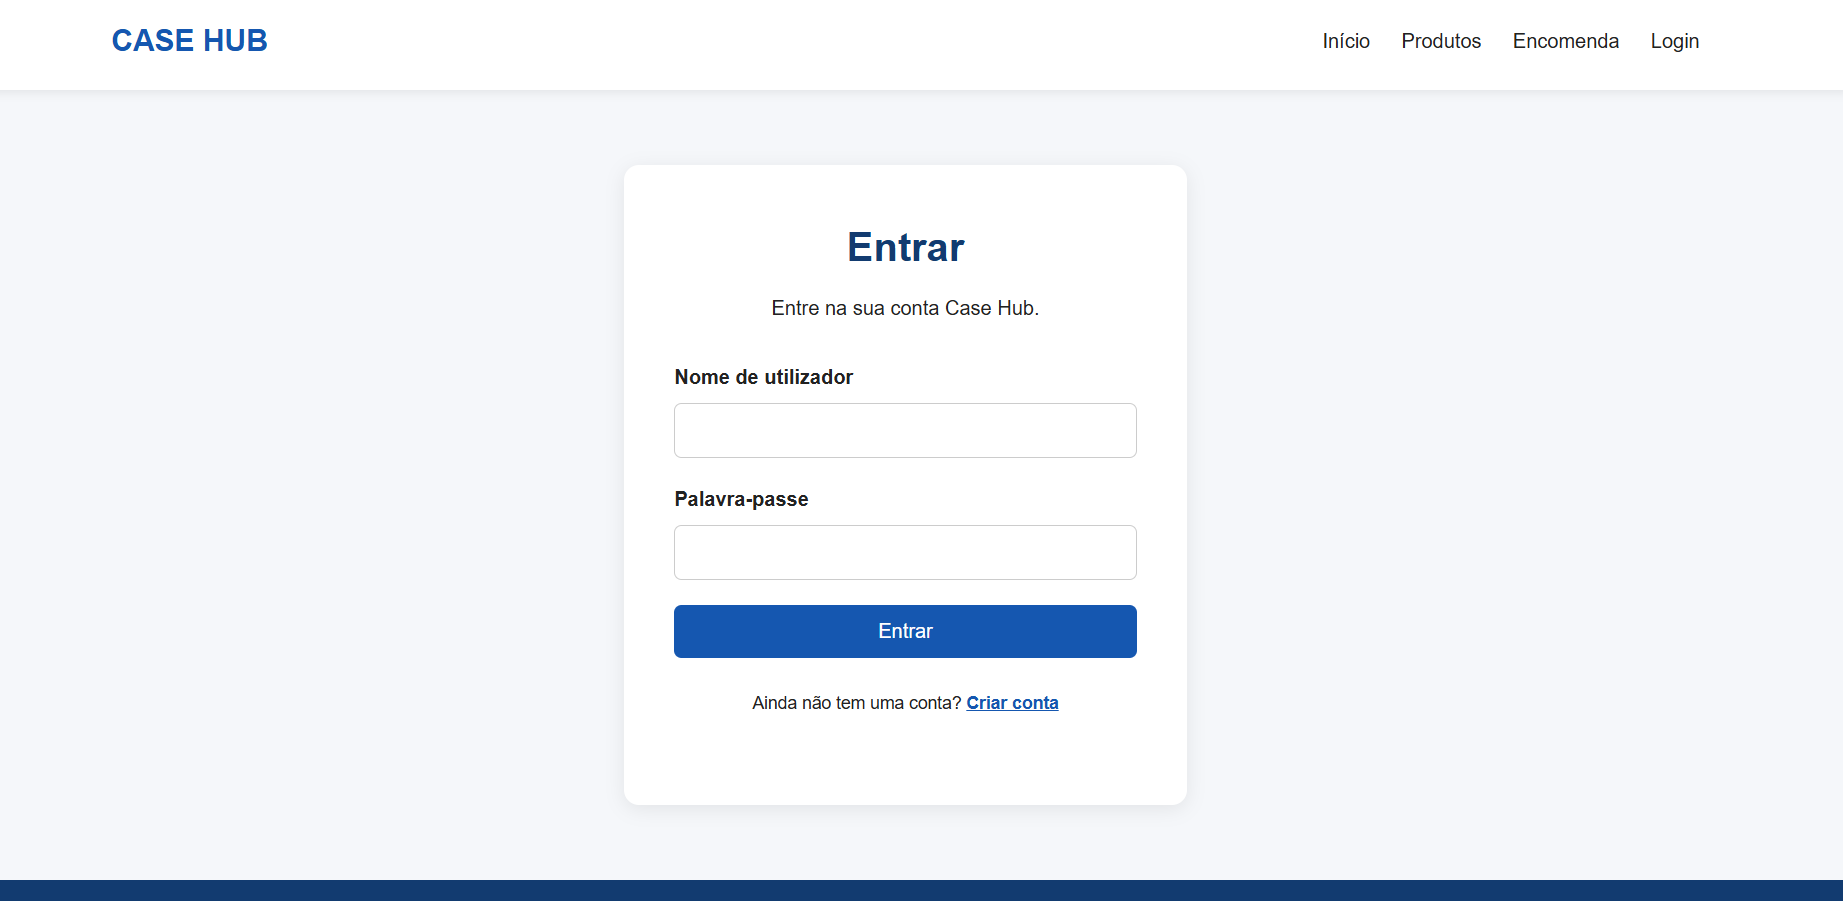 CASE HUB
Início Produtos Encomenda Login
Entrar
Entre na sua conta Case Hub.
Nome de utilizador
Palavra-passe
Entrar
Ainda não tem uma conta? Criar conta